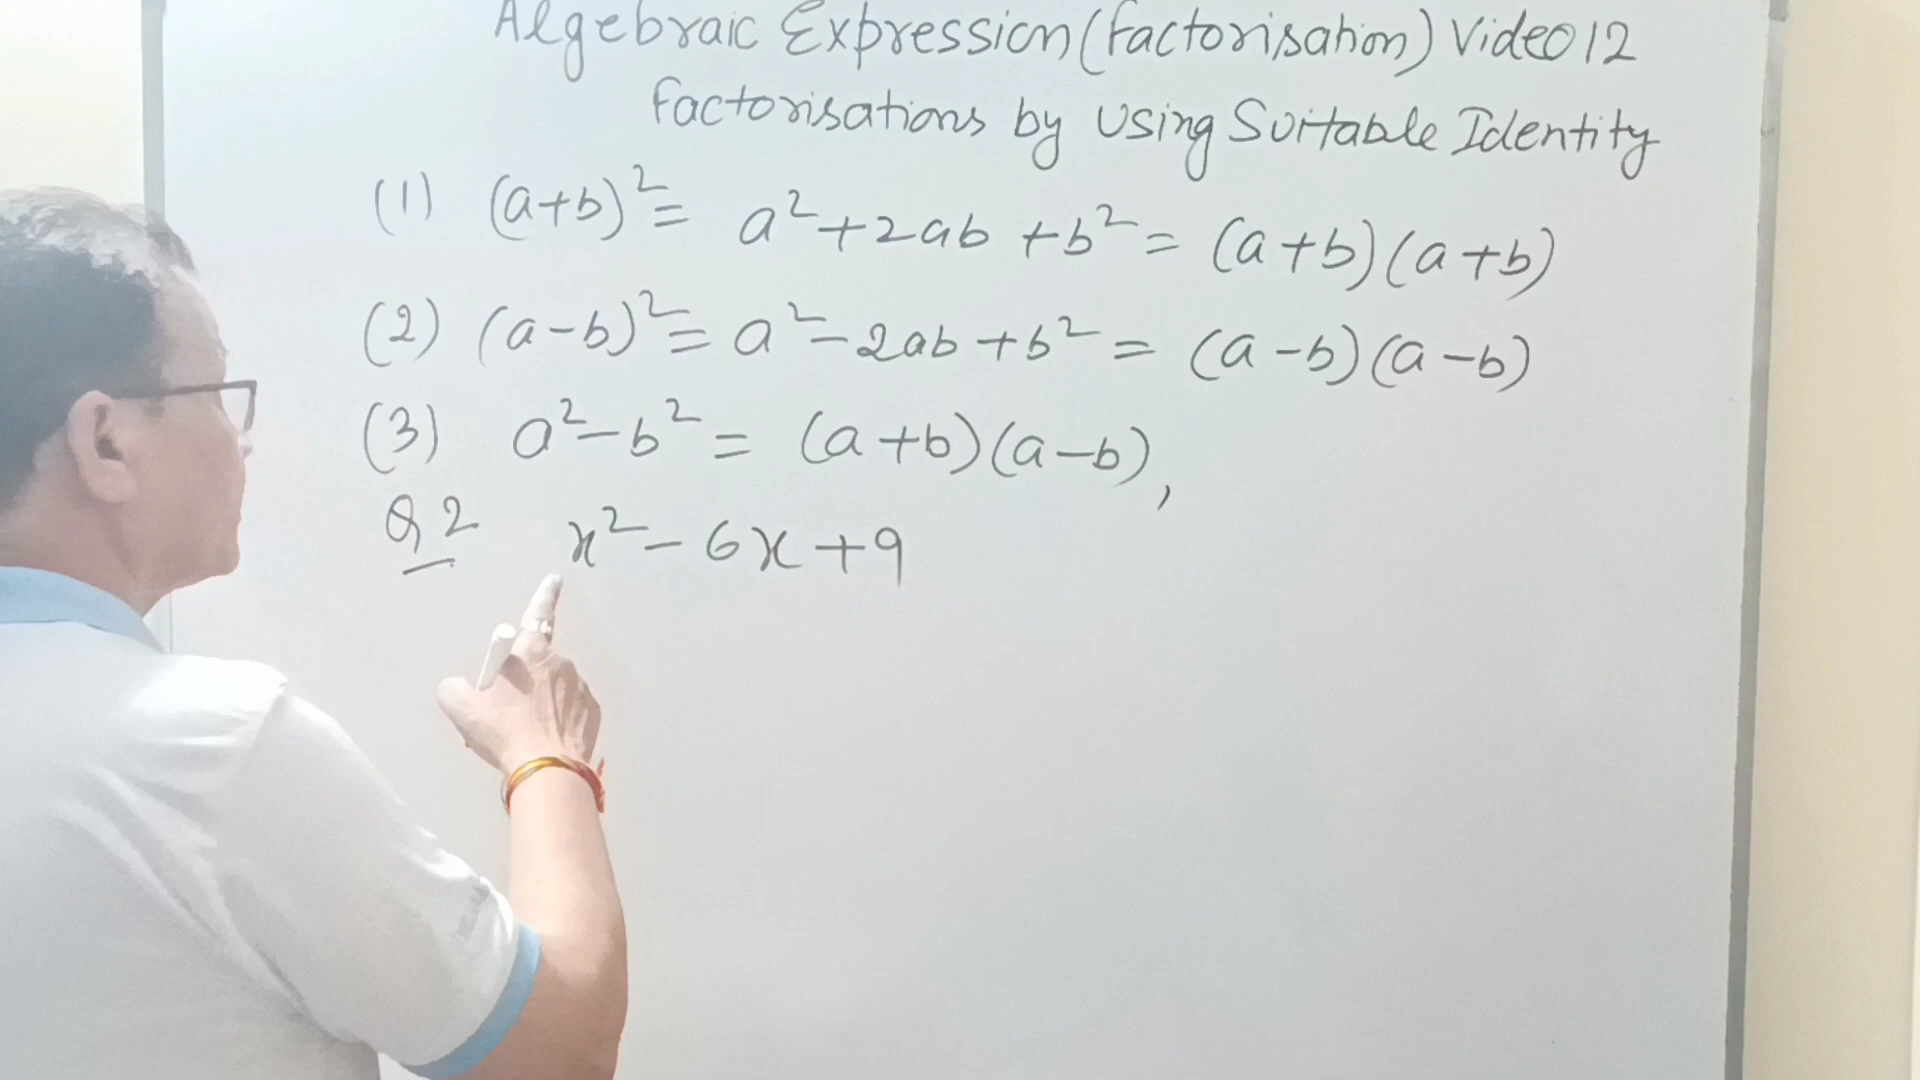 Algebraic Expression (factorisation) Video 12
factorisations by Using Suitable Identity
(1) (a+b)²= a²+2ab +b² = (a+b)(a+b)
(2) (a-b)²= a²-2ab+b² = (a-b)(a-b)
(3) a²-b² = (a+b)(a-b),
Q2 x²-6x+9